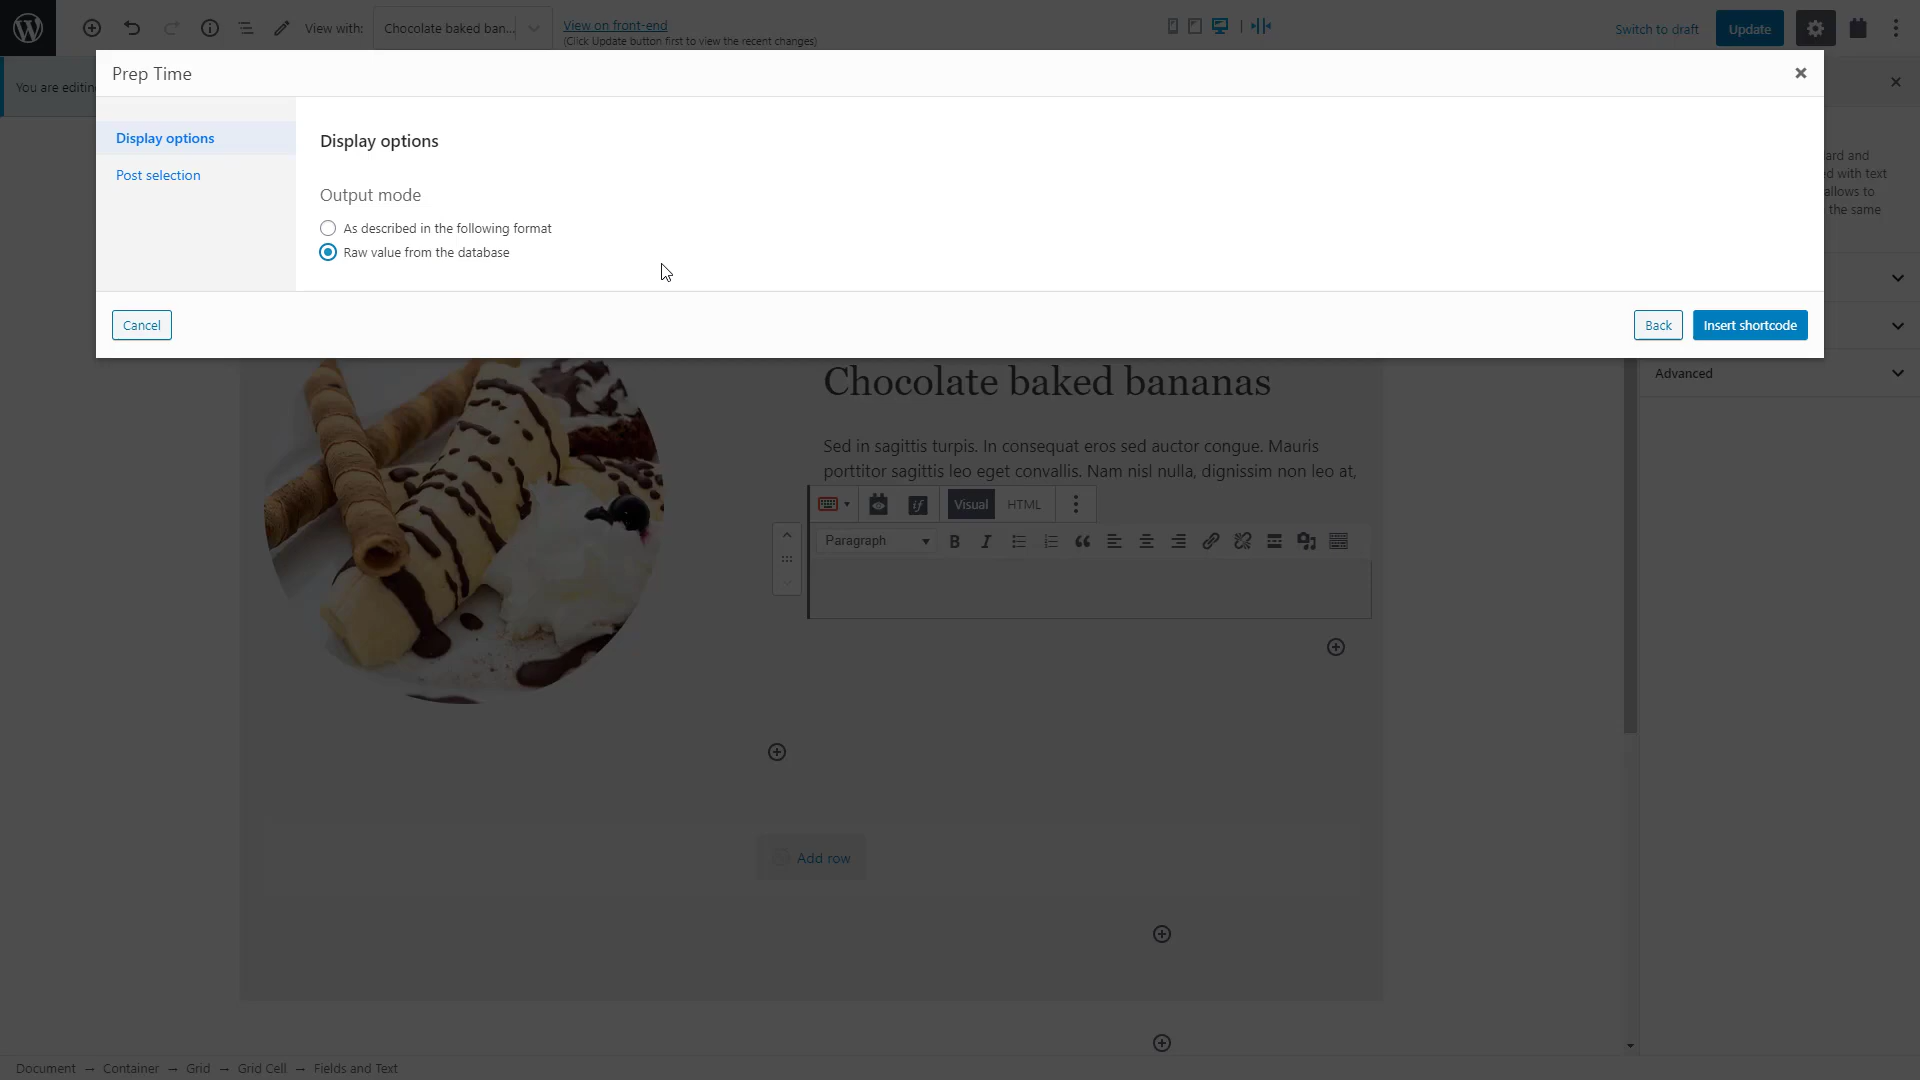 View with:
Chocolate baked ban...
View on front-end
(Click Update button first to view the recent changes)
Switch to draft
Update
You are editin
Prep Time
Display options
Post selection
Display options
Output mode
As described in the following format
Raw value from the database
Cancel
Back
Insert shortcode
ard and
d with text
allows to
the same
Advanced
Chocolate baked bananas
Sed in sagittis turpis. In consequat eros sed auctor congue. Mauris
porttitor sagittis leo eget convallis. Nam nisl nulla, dignissim non leo at,
if
Visual
HTML
Paragraph
B
I
Add row
Document → Container → Grid → Grid Cell → Fields and Text